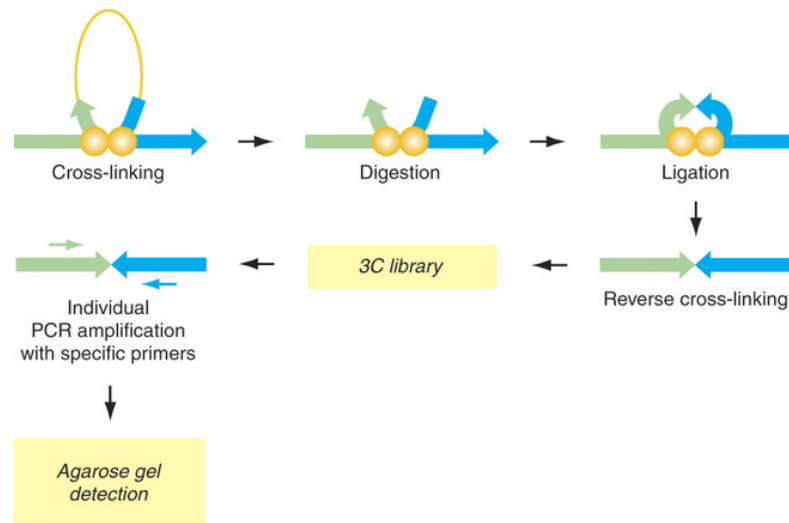 Cross-linking
Digestion
Ligation
Reverse cross-linking
3C library
Individual
PCR amplification
with specific primers
Agarose gel
detection